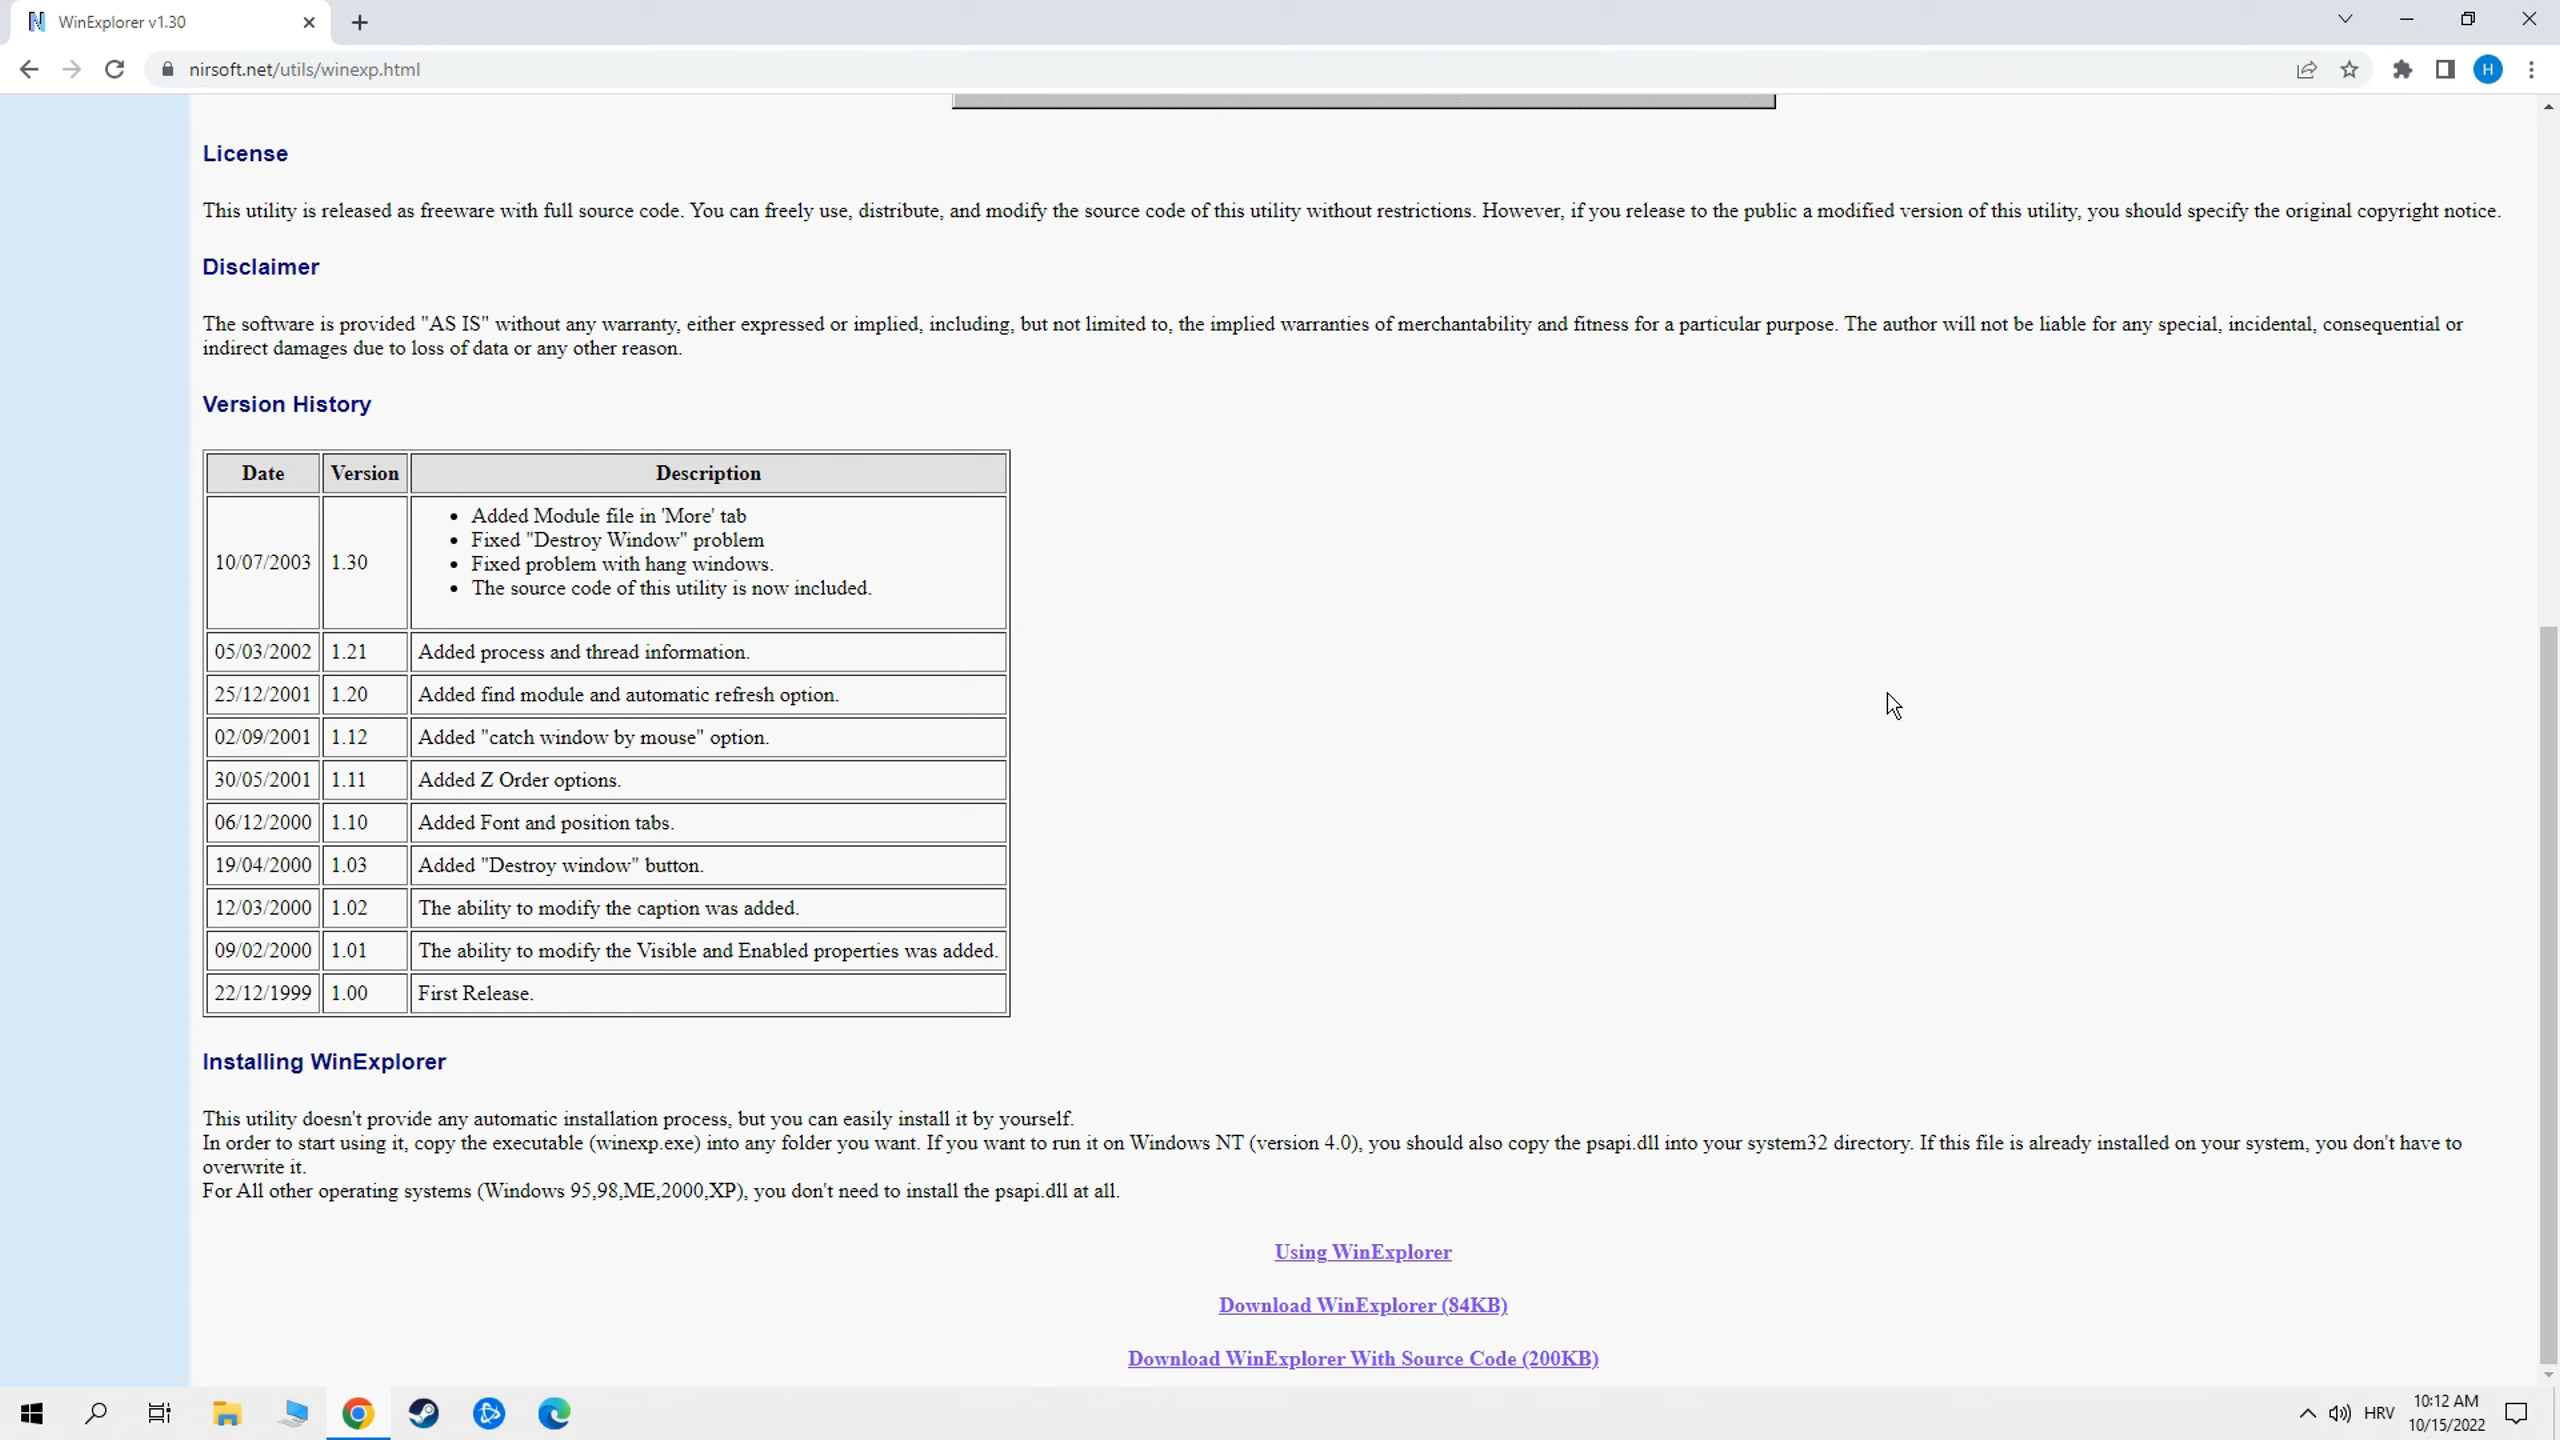 WinExplorer v1.30
nirsoft.net/utils/winexp.html
H
License
This utility is released as freeware with full source code. You can freely use, distribute, and modify the source code of this utility without restrictions. However, if you release to the public a modified version of this utility, you should specify the original copyright notice.
Disclaimer
The software is provided "AS IS" without any warranty, either expressed or implied, including, but not limited to, the implied warranties of merchantability and fitness for a particular purpose. The author will not be liable for any special, incidental, consequential or
indirect damages due to loss of data or any other reason.
Version History
Date Version Description
10/07/2003 1.30
• Added Module file in 'More' tab
• Fixed "Destroy Window" problem
• Fixed problem with hang windows.
• The source code of this utility is now included.
05/03/2002 1.21 Added process and thread information.
25/12/2001 1.20 Added find module and automatic refresh option.
02/09/2001 1.12 Added "catch window by mouse" option.
30/05/2001 1.11 Added Z Order options.
06/12/2000 1.10 Added Font and position tabs.
19/04/2000 1.03 Added "Destroy window" button.
12/03/2000 1.02 The ability to modify the caption was added.
09/02/2000 1.01 The ability to modify the Visible and Enabled properties was added.
22/12/1999 1.00 First Release.
Installing WinExplorer
This utility doesn't provide any automatic installation process, but you can easily install it by yourself.
In order to start using it, copy the executable (winexp.exe) into any folder you want. If you want to run it on Windows NT (version 4.0), you should also copy the psapi.dll into your system32 directory. If this file is already installed on your system, you don't have to
overwrite it.
For All other operating systems (Windows 95,98,ME,2000,XP), you don't need to install the psapi.dll at all.
Using WinExplorer
Download WinExplorer (84KB)
Download WinExplorer With Source Code (200KB)
HRV
10:12 AM
10/15/2022